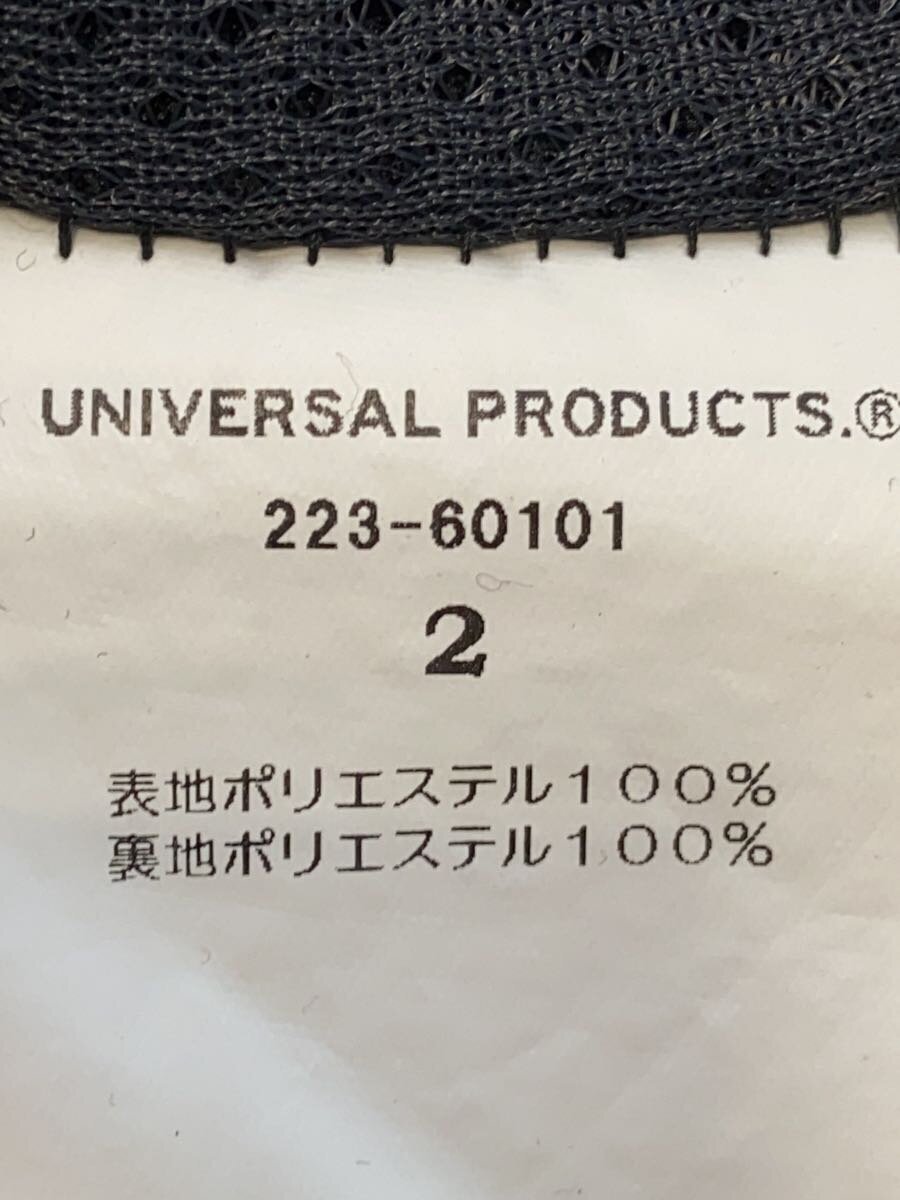 UNIVERSAL PRODUCTS.®
223-60101
2
表地ポリエステル１００％
裏地ポリエステル１００％